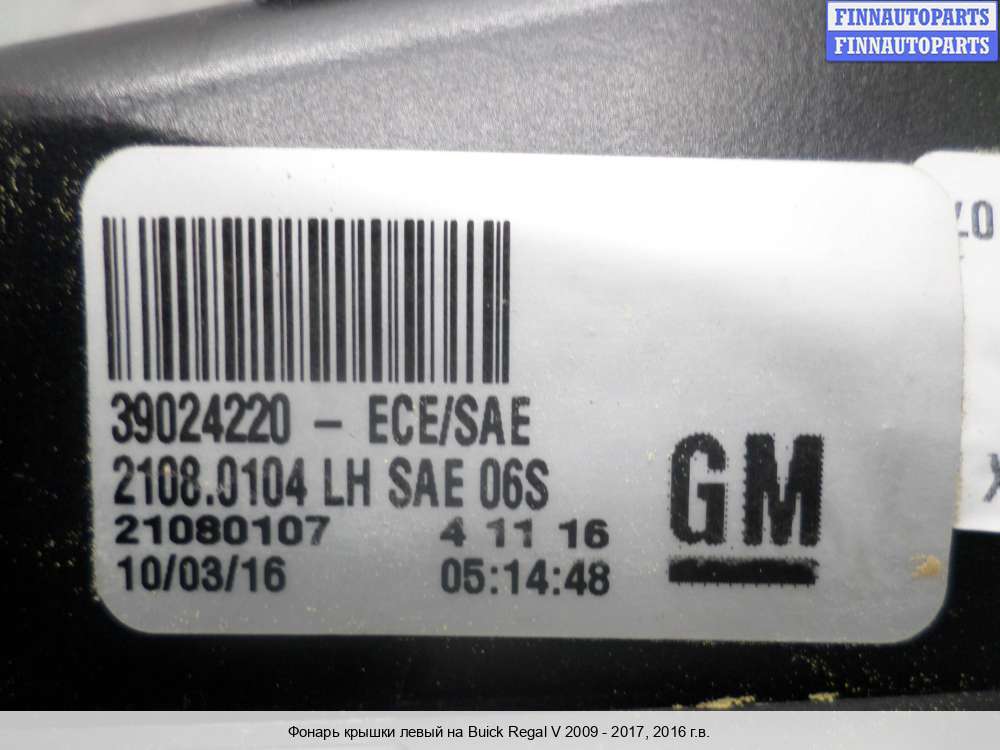 FINNAUTOPARTS
FINNAUTOPARTS
07
39024220 - ECE/SAE
2108.0104 LH SAE 06S
21080107 4 11 16
10/03/16 05:14:48
GM
X
Фонарь крышки левый на Buick Regal V 2009 - 2017, 2016 г.в.